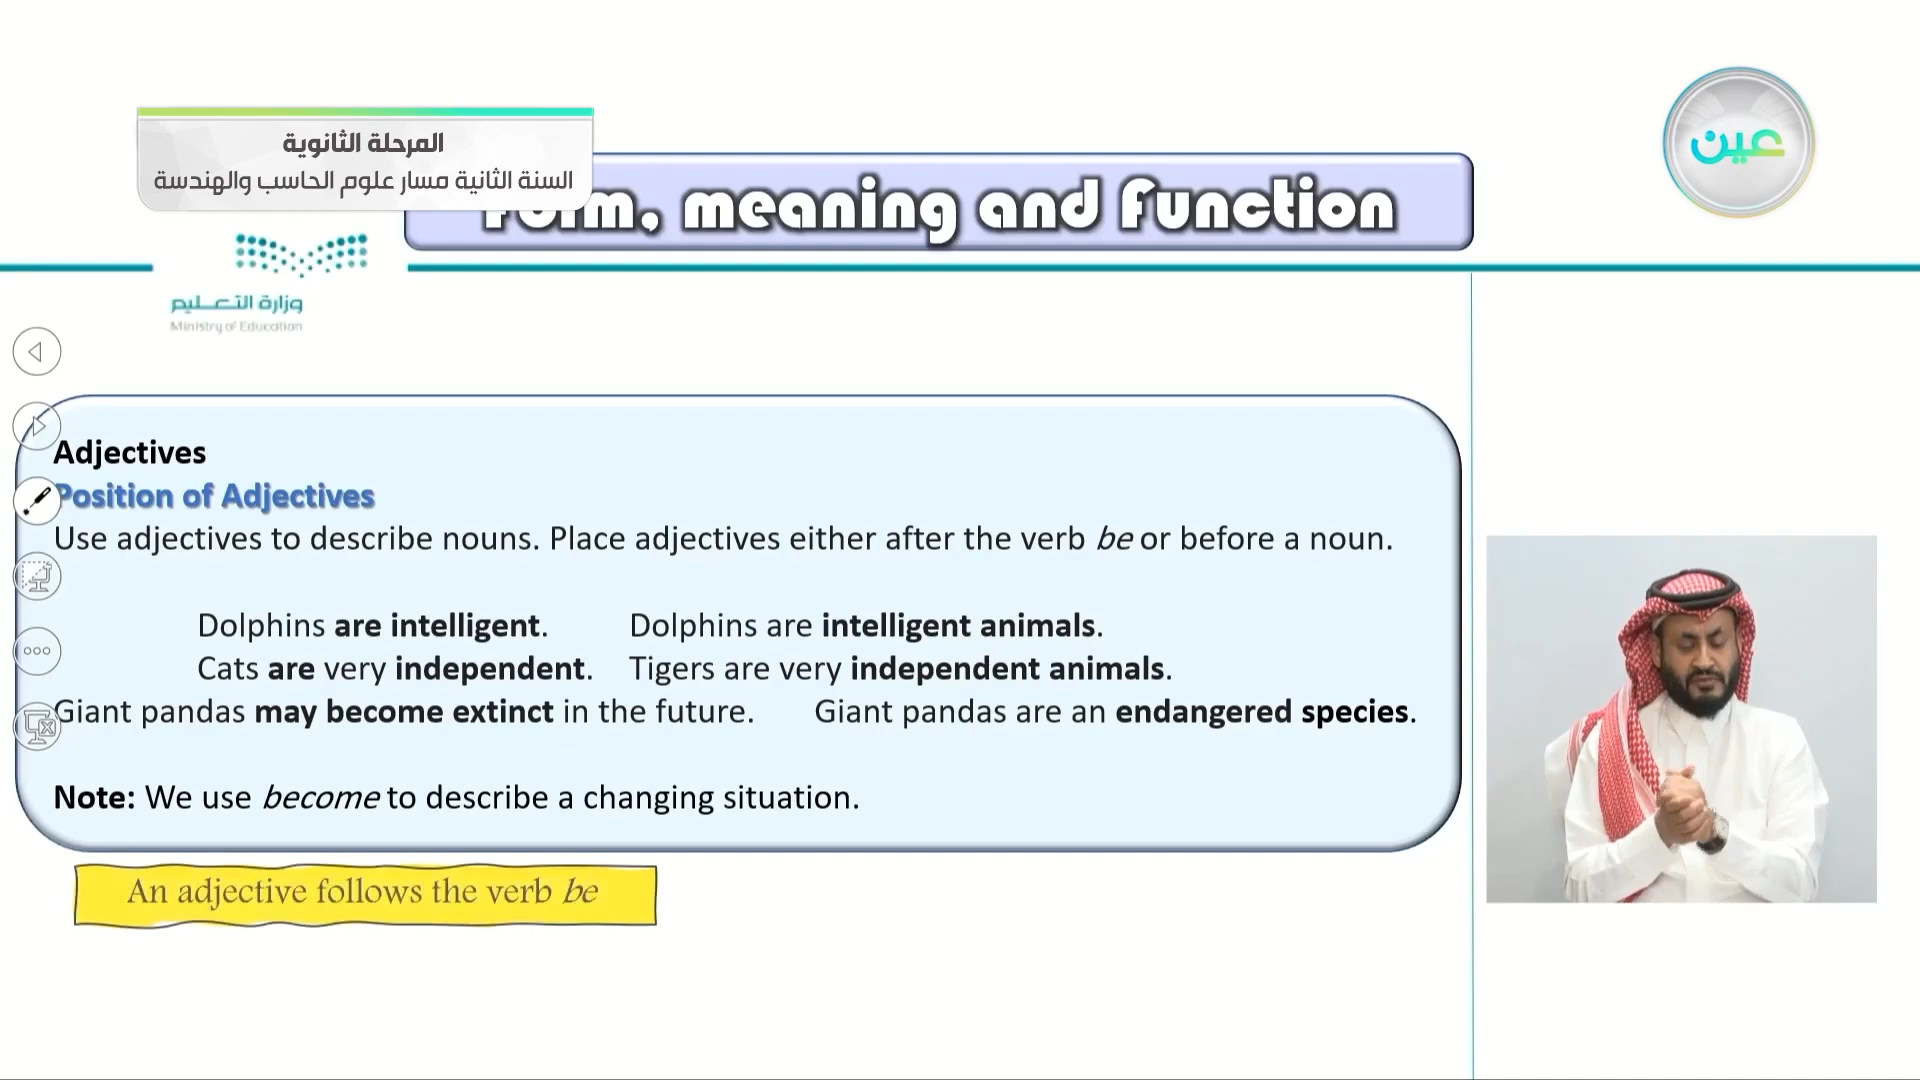 المرحلة الثانوية
السنة الثانية مسار علوم الحاسب والهندسة
عين
Form, meaning and Function
وزارة التعليم
Ministry of Education
Adjectives
Position of Adjectives
Use adjectives to describe nouns. Place adjectives either after the verb be or before a noun.
Dolphins are intelligent. Dolphins are intelligent animals.
Cats are very independent. Tigers are very independent animals.
Giant pandas may become extinct in the future. Giant pandas are an endangered species.
Note: We use become to describe a changing situation.
An adjective follows the verb be